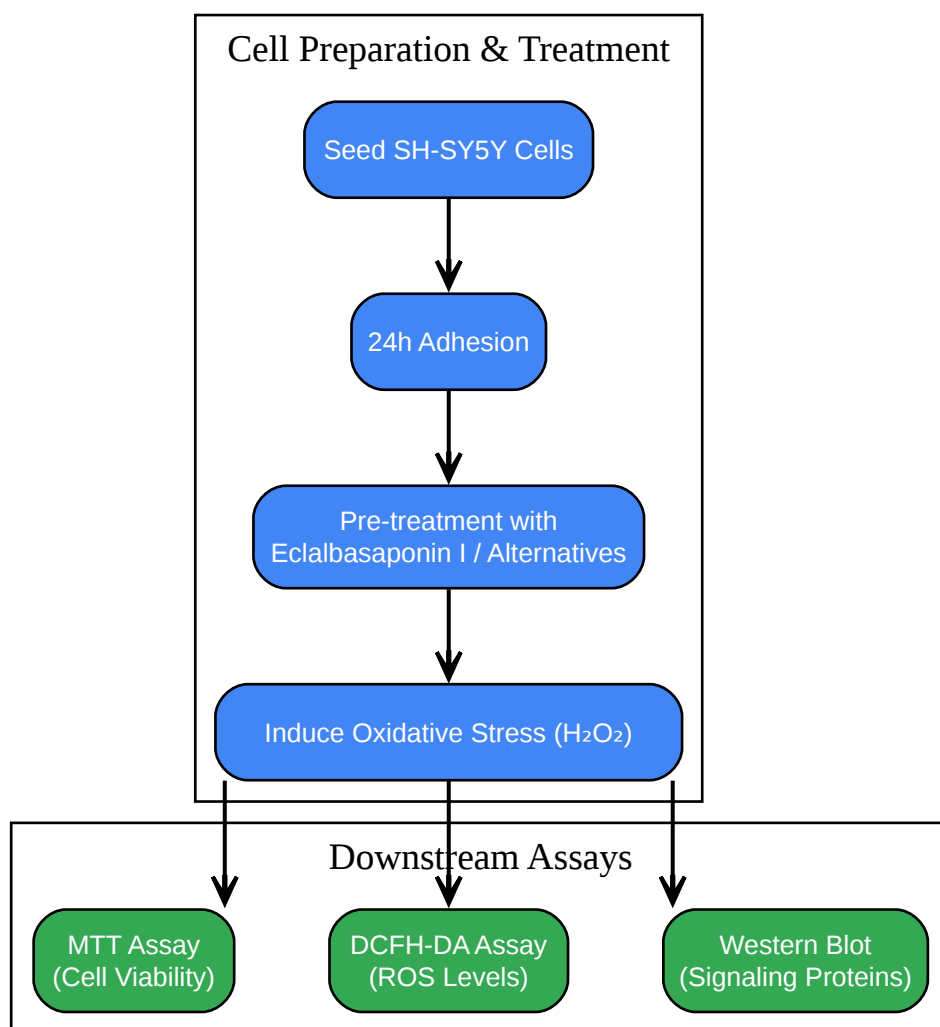 Cell Preparation & Treatment
Seed SH-SY5Y Cells
24h Adhesion
Pre-treatment with
Eclalbasaponin I / Alternatives
Induce Oxidative Stress (H₂O₂)
Downstream Assays
MTT Assay
(Cell Viability)
DCFH-DA Assay
(ROS Levels)
Western Blot
(Signaling Proteins)